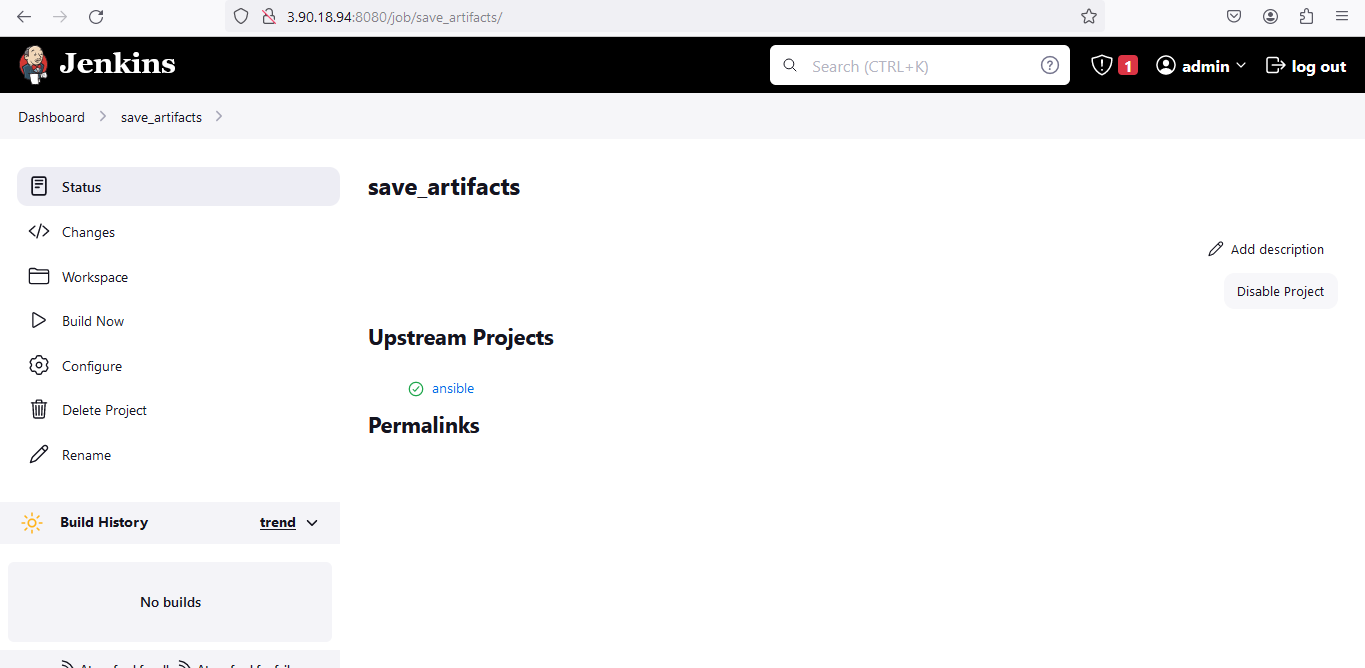 3.90.18.94:8080/job/save_artifacts/
Jenkins
Search (CTRL+K)
1
admin
log out
Dashboard
save_artifacts
Status
Changes
Workspace
Build Now
Configure
Delete Project
Rename
Build History
trend
No builds
save_artifacts
Add description
Disable Project
Upstream Projects
ansible
Permalinks